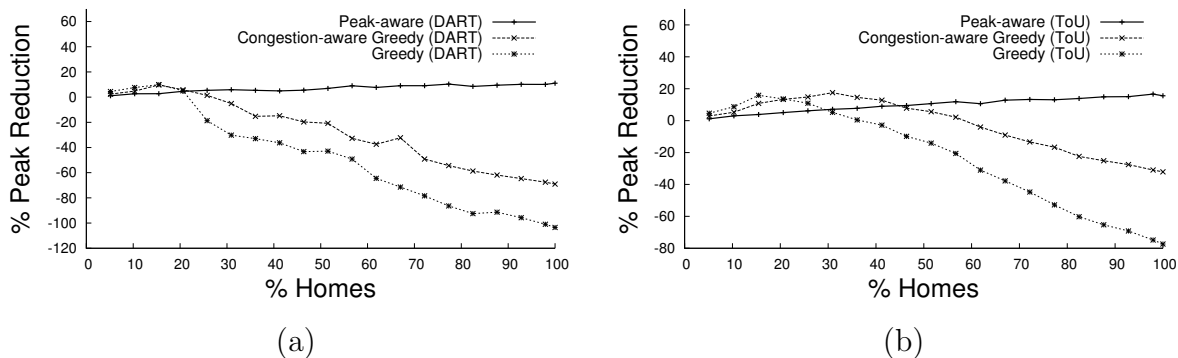 Peak-aware (DART)
Congestion-aware Greedy (DART)
Greedy (DART)
% Peak Reduction
60
40
20
0
-20
-40
-60
-80
-100
-120
0 10 20 30 40 50 60 70 80 90 100
% Homes
(a)
Peak-aware (ToU)
Congestion-aware Greedy (ToU)
Greedy (ToU)
% Peak Reduction
60
40
20
0
-20
-40
-60
-80
0 10 20 30 40 50 60 70 80 90 100
% Homes
(b)